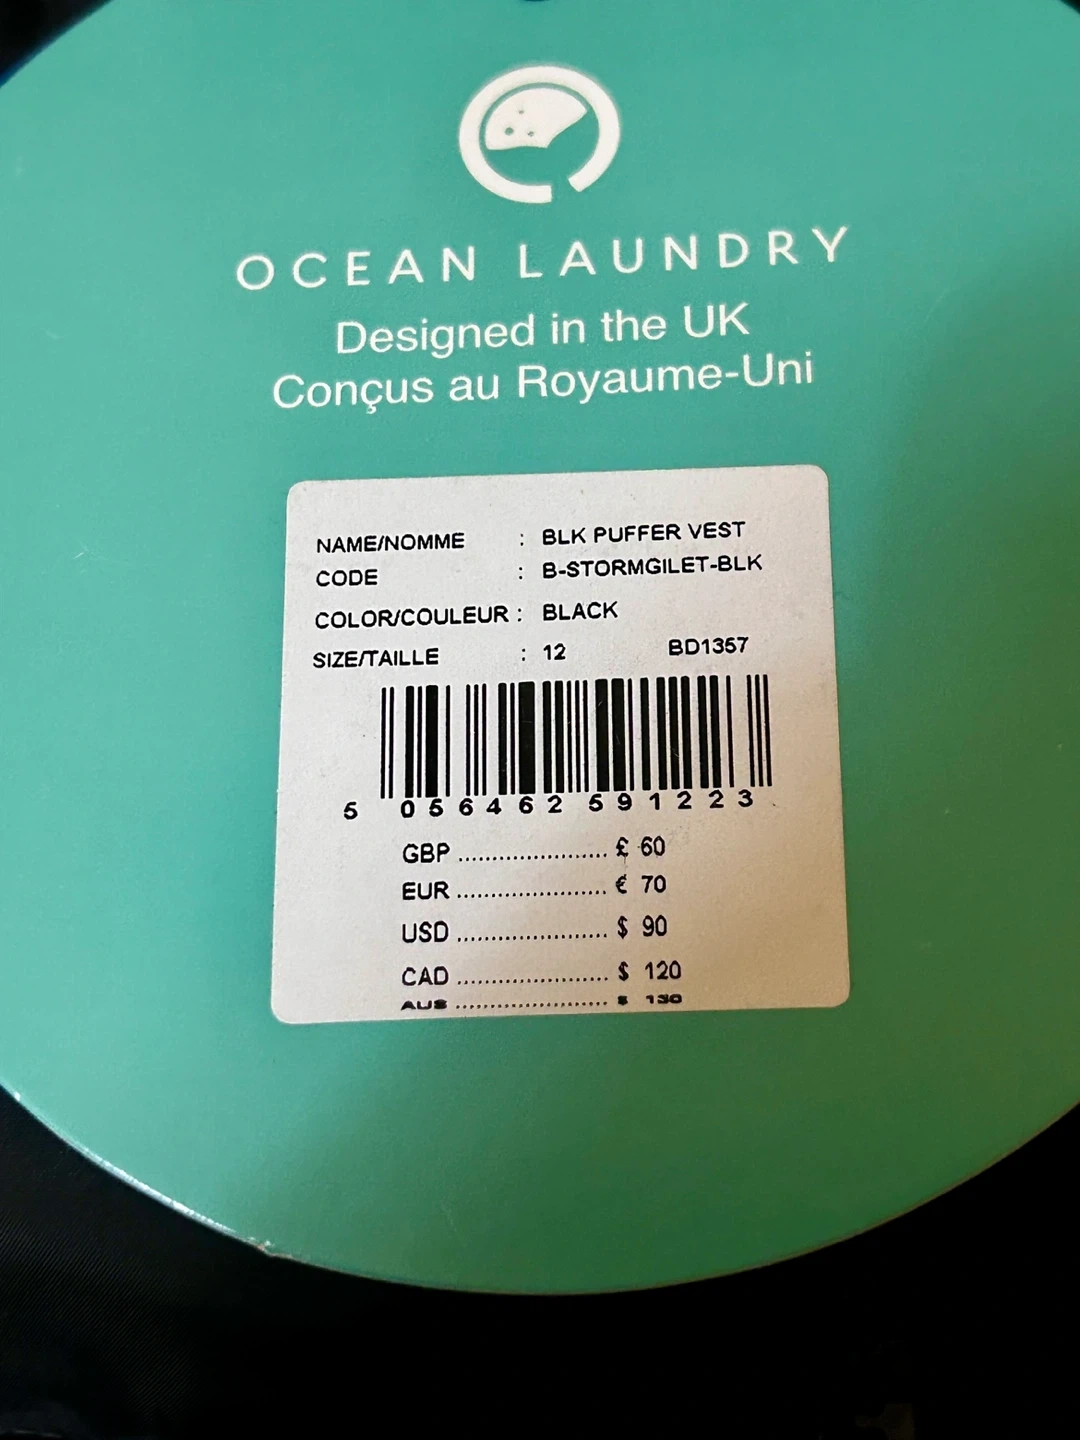 OCEAN LAUNDRY
Designed in the UK
Conçus au Royaume-Uni
NAME/NOMME : BLK PUFFER VEST
CODE : B-STORMGILET-BLK
COLOR/COULEUR : BLACK
SIZE/TAILLE : 12 BD1357
5 056462 591223
GBP ....................... £ 60
EUR ....................... € 70
USD ....................... $ 90
CAD ....................... $ 120
AUS ....................... $ 130